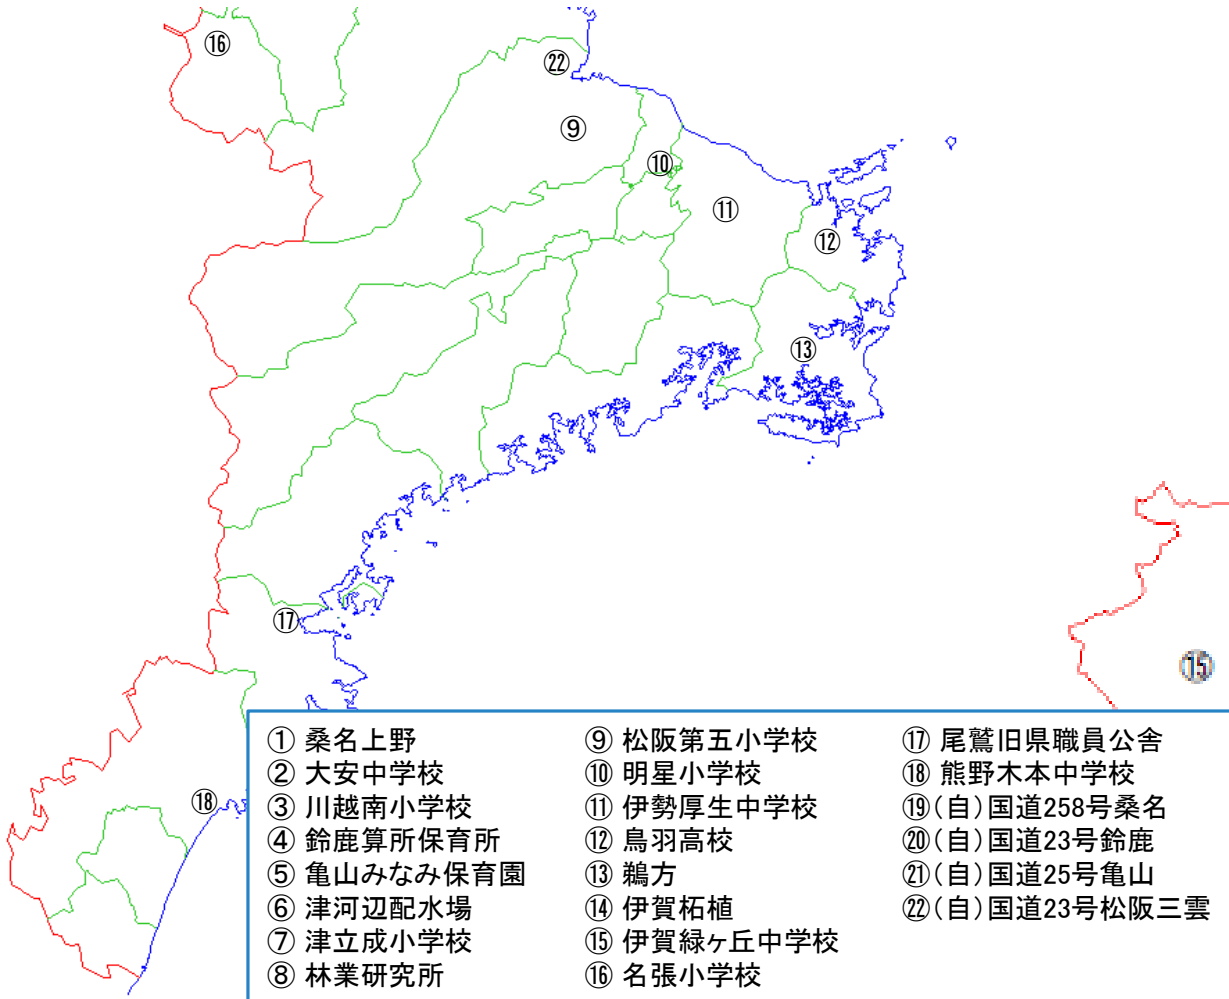 ⑯
㉒
⑨
⑩
⑪
⑫
⑬
⑰
⑮
⑱
① 桑名上野
② 大安中学校
③ 川越南小学校
④ 鈴鹿算所保育所
⑤ 亀山みなみ保育園
⑥ 津河辺配水場
⑦ 津立成小学校
⑧ 林業研究所
⑨ 松阪第五小学校
⑩ 明星小学校
⑪ 伊勢厚生中学校
⑫ 鳥羽高校
⑬ 鵜方
⑭ 伊賀柘植
⑮ 伊賀緑ヶ丘中学校
⑯ 名張小学校
⑰ 尾鷲旧県職員公舎
⑱ 熊野木本中学校
⑲(自)国道258号桑名
⑳(自)国道23号鈴鹿
㉑(自)国道25号亀山
㉒(自)国道23号松阪三雲